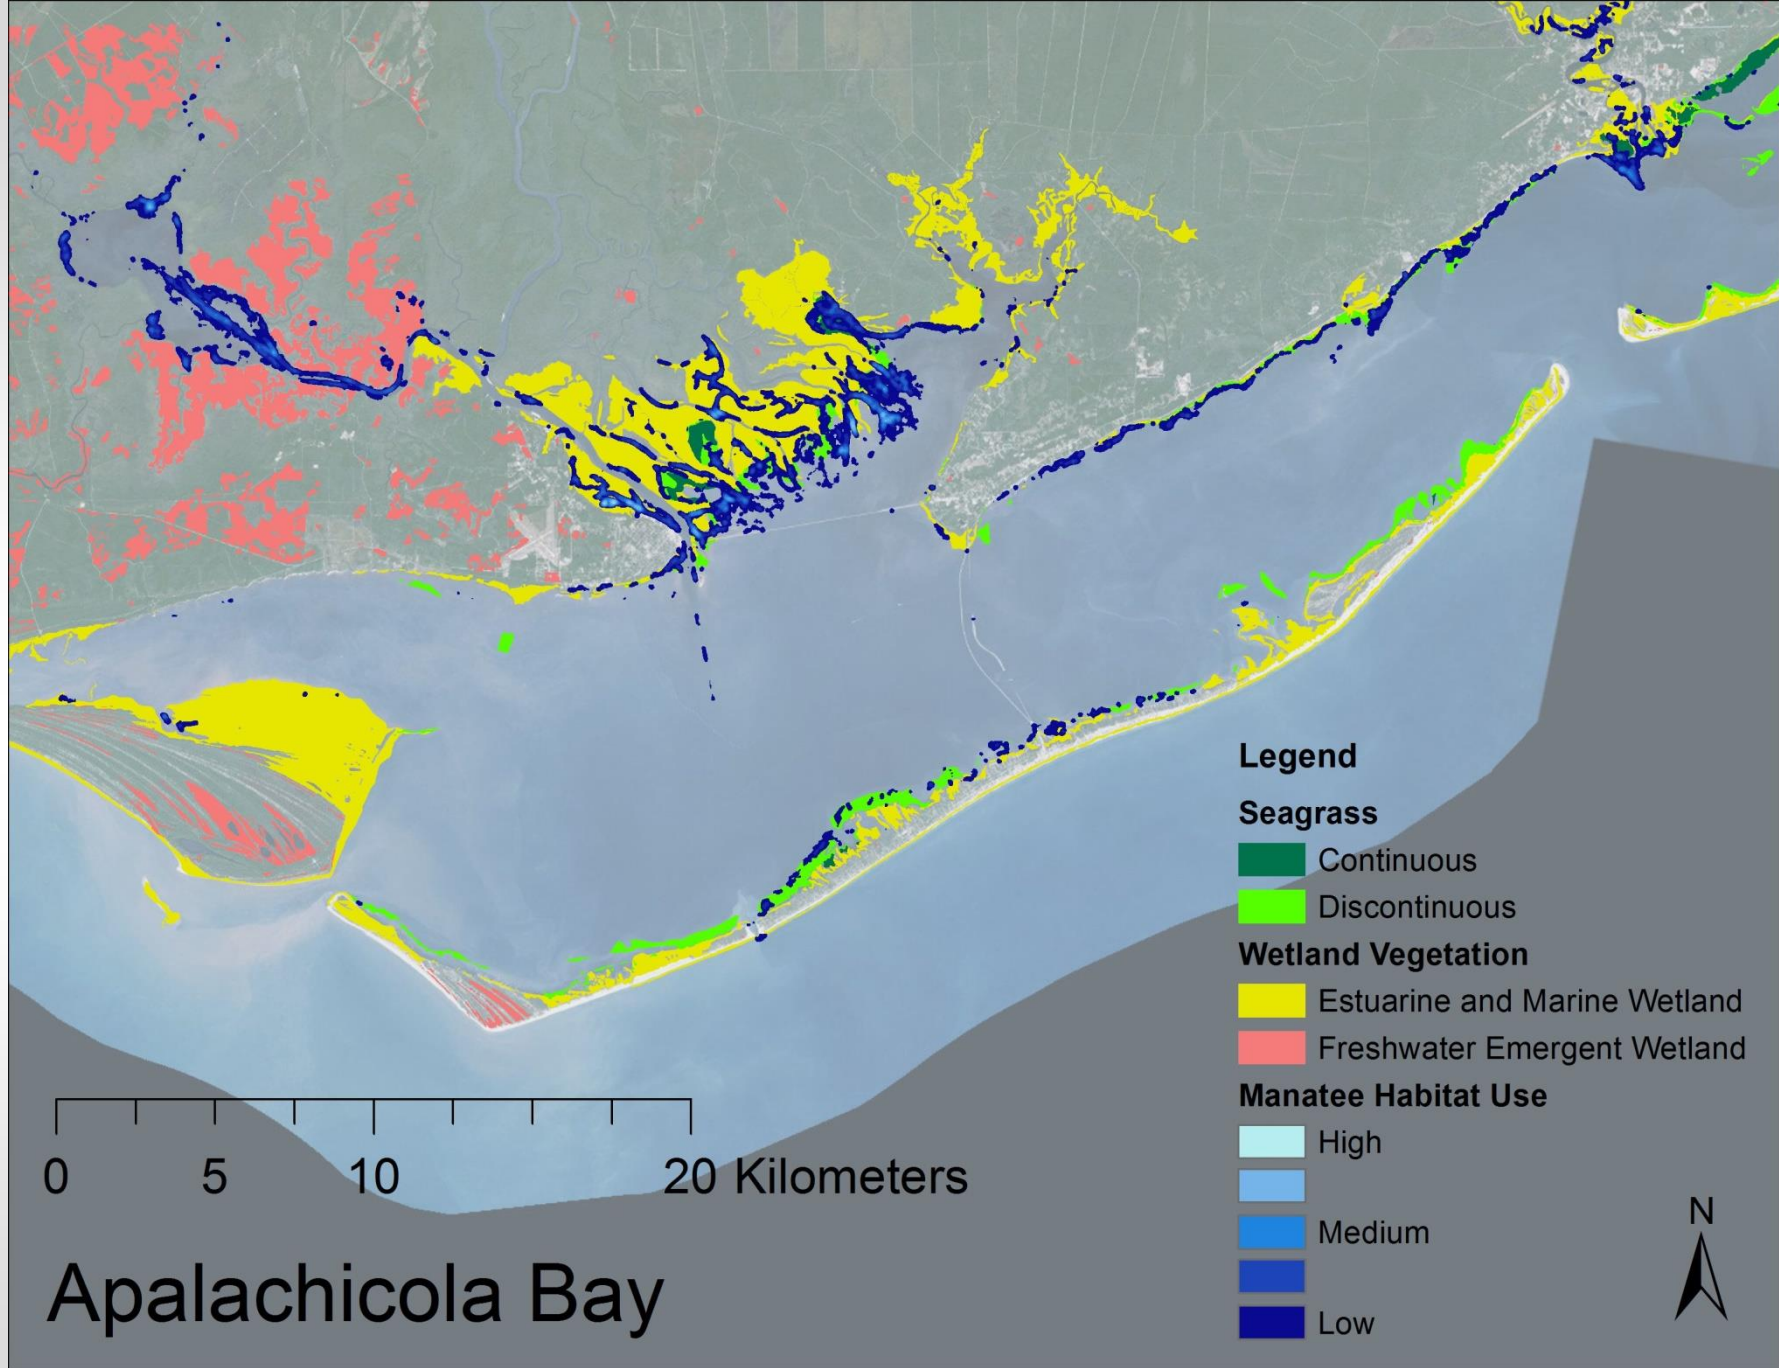 Legend
Seagrass
Continuous
Discontinuous
Wetland Vegetation
Estuarine and Marine Wetland
Freshwater Emergent Wetland
Manatee Habitat Use
High
Medium
Low
N
0 5 10 20 Kilometers
Apalachicola Bay